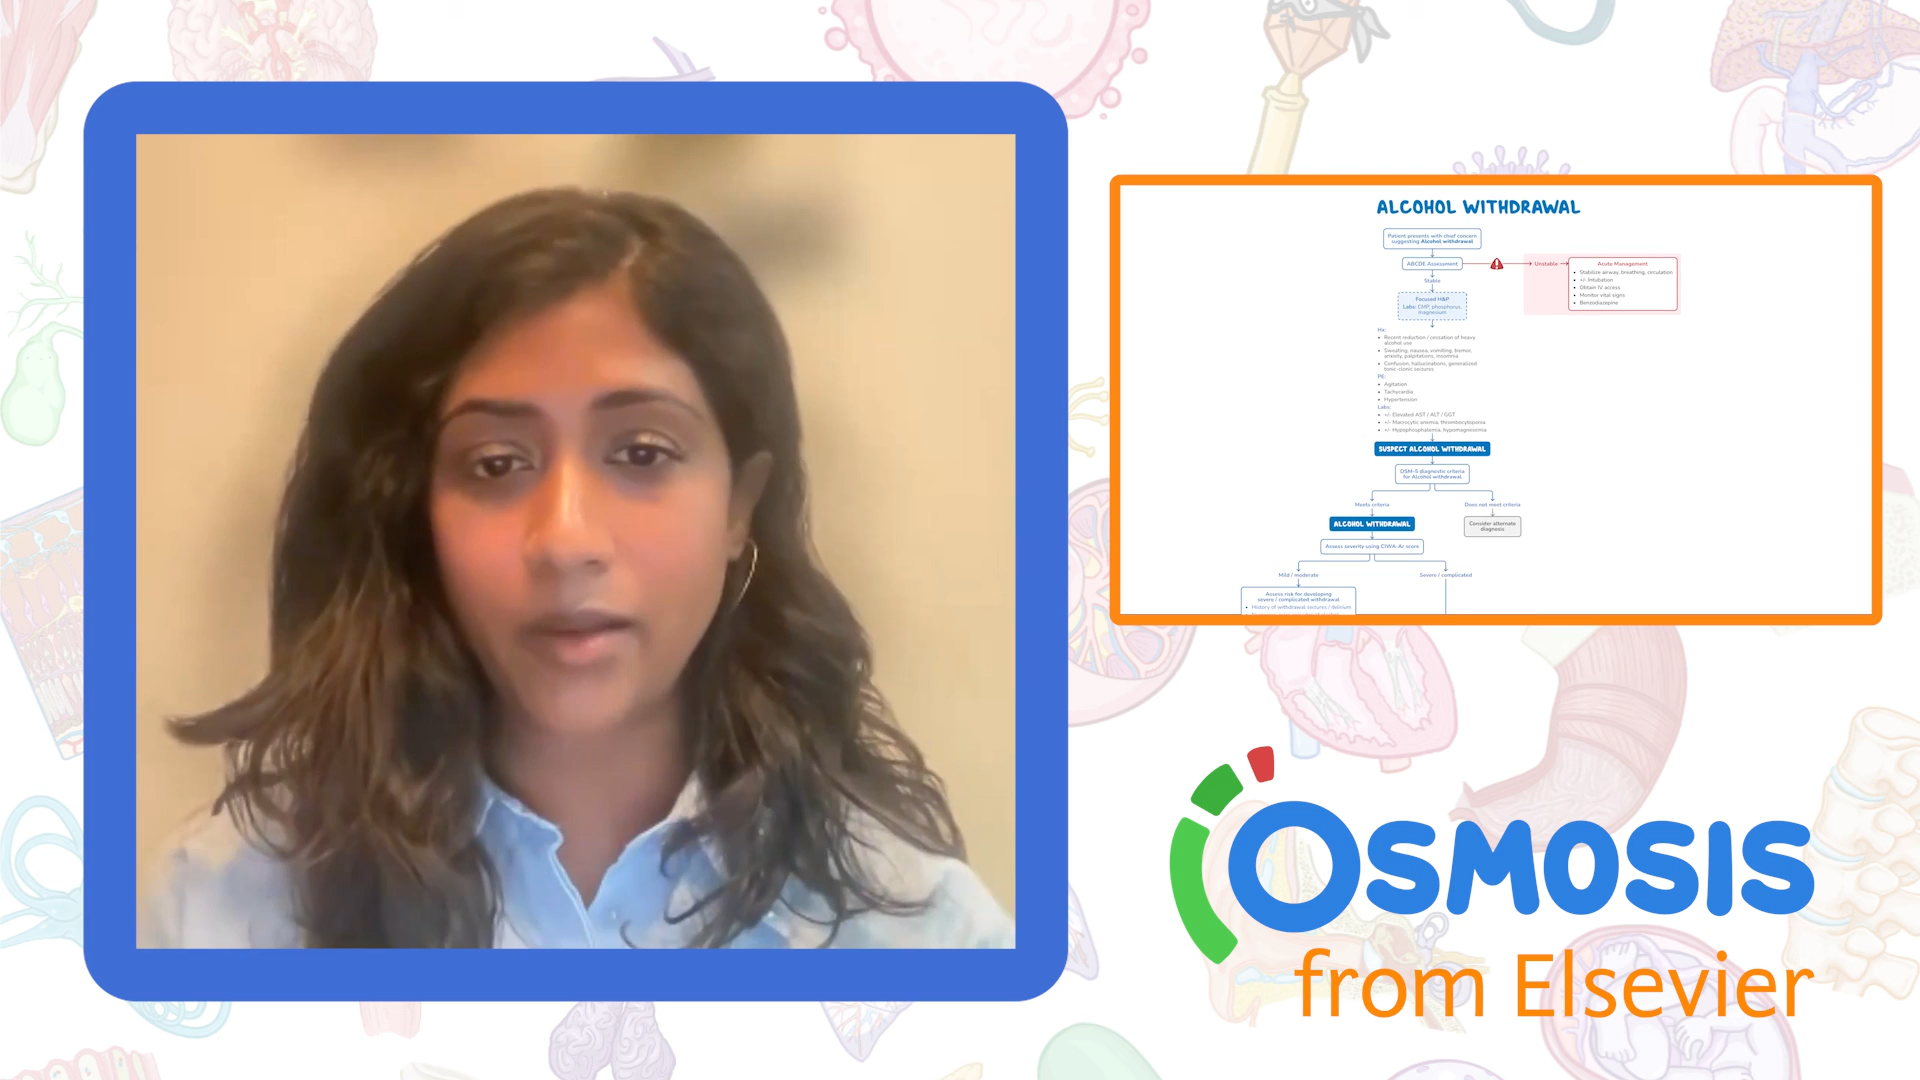 ALCOHOL WITHDRAWAL
Patient presents with chief concern
suggesting Alcohol withdrawal
ABCDE Assessment
Unstable
Acute Management
• Stabilize airway, breathing, circulation
• +/- Intubation
• Obtain IV access
• Monitor vital signs
• Benzodiazepine
Stable
Focused H&P
Labs: CMP, phosphorus,
magnesium
Hx:
• Recent reduction / cessation of heavy
alcohol use
• Sweating, nausea, vomiting, tremor,
anxiety, palpitations, insomnia
• Confusion, hallucinations, generalized
tonic-clonic seizures
PE:
• Agitation
• Tachycardia
• Hypertension
Labs:
• +/- Elevated AST / ALT / GGT
• +/- Macrocytic anemia, thrombocytopenia
• +/- Hypophosphatemia, hypomagnesemia
SUSPECT ALCOHOL WITHDRAWAL
DSM-5 diagnostic criteria
for Alcohol withdrawal
Meets criteria
Does not meet criteria
ALCOHOL WITHDRAWAL
Consider alternate
diagnosis
Assess severity using CIWA-Ar score
Mild / moderate
Severe / complicated
Assess risk for developing
severe / complicated withdrawal
• History of withdrawal seizures / delirium
OSMOSIS
from Elsevier